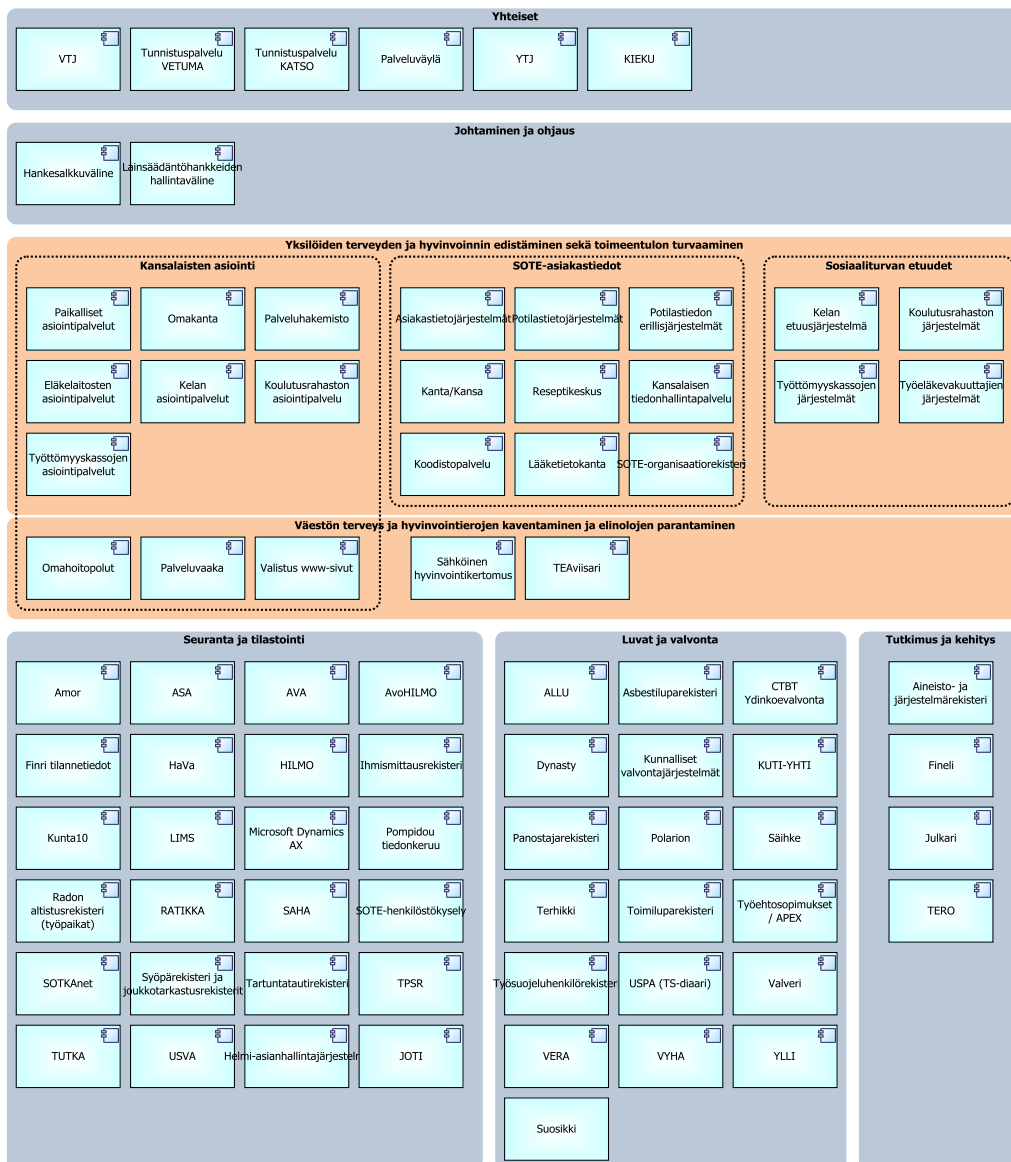 Yhteiset
VTJ
Tunnistuspalvelu
VETUMA
Tunnistuspalvelu
KATSO
Palveluväylä
YTJ
KIEKU
Johtaminen ja ohjaus
Hankesalkkuväline
Lainsäädäntöhankkeiden
hallintaväline
Yksilöiden terveyden ja hyvinvoinnin edistäminen sekä toimeentulon turvaaminen
Kansalaisten asiointi
Paikalliset
asiointipalvelut
Omakanta
Palveluhakemisto
Eläkelaitosten
asiointipalvelut
Kelan
asiointipalvelut
Koulutusrahaston
asiointipalvelu
Työttömyyskassojen
asiointipalvelut
SOTE-asiakastiedot
Asiakastietojärjestelmät
Potilastietojärjestelmät
Potilastiedon
erillisjärjestelmät
Kanta/Kansa
Reseptikeskus
Kansalaisen
tiedonhallintapalvelu
Koodistopalvelu
Lääketietokanta
SOTE-organisaatiorekisteri
Sosiaaliturvan etuudet
Kelan
etuusjärjestelmä
Koulutusrahaston
järjestelmät
Työttömyyskassojen
järjestelmät
Työeläkevakuuttajien
järjestelmät
Väestön terveys ja hyvinvointierojen kaventaminen ja elinolojen parantaminen
Omahoitopolut
Palveluvaaka
Valistus www-sivut
Sähköinen
hyvinvointikertomus
TEAviisari
Seuranta ja tilastointi
Amor
ASA
AVA
AvoHILMO
Finri tilannetiedot
HaVa
HILMO
Ihmismittausrekisteri
Kunta10
LIMS
Microsoft Dynamics
AX
Pompidou
tiedonkeruu
Radon
altistusrekisteri
(työpaikat)
RATIKKA
SAHA
SOTE-henkilöstökysely
SOTKAnet
Syöpärekisteri ja
joukkotarkastusrekisterit
Tartuntatautirekisteri
TPSR
TUTKA
USVA
Helmi-asianhallintajärjestelm
JOTI
Luvat ja valvonta
ALLU
Asbestiluparekisteri
CTBT
Ydinkoevalvonta
Dynasty
Kunnalliset
valvontajärjestelmät
KUTI-YHTI
Panostajarekisteri
Polarion
Säihke
Terhikki
Toimiluparekisteri
Työehtosopimukset
/ APEX
Työsuojeluhenkilörekisteri
USPA (TS-diaari)
Valveri
VERA
VYHA
YLLI
Suosikki
Tutkimus ja kehitys
Aineisto- ja
järjestelmärekisteri
Fineli
Julkari
TERO